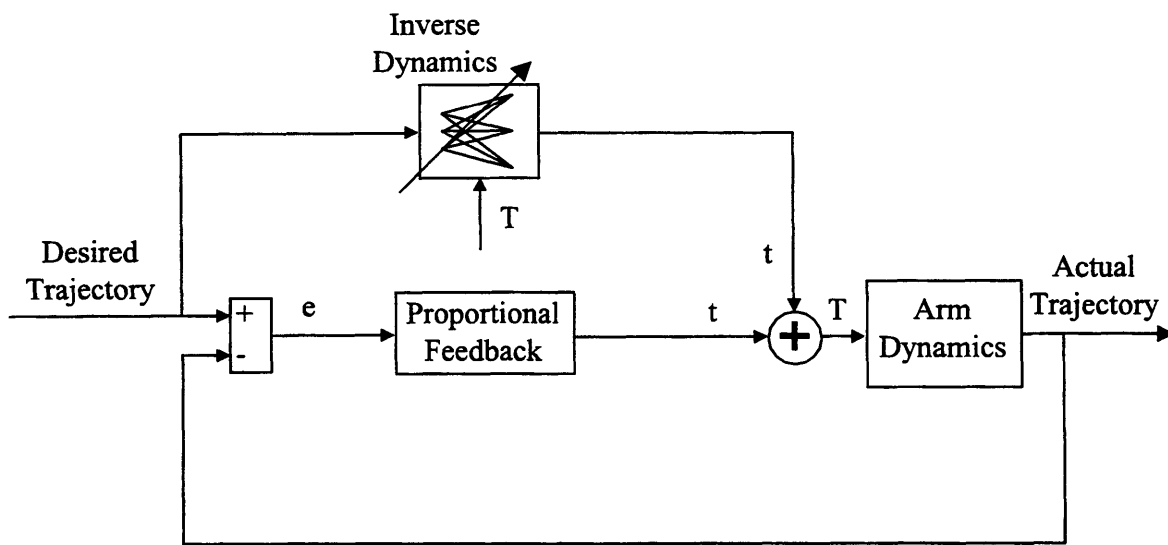 Inverse
Dynamics
T
Desired
Trajectory
+
-
e
Proportional
Feedback
t
t
+
T
Arm
Dynamics
Actual
Trajectory